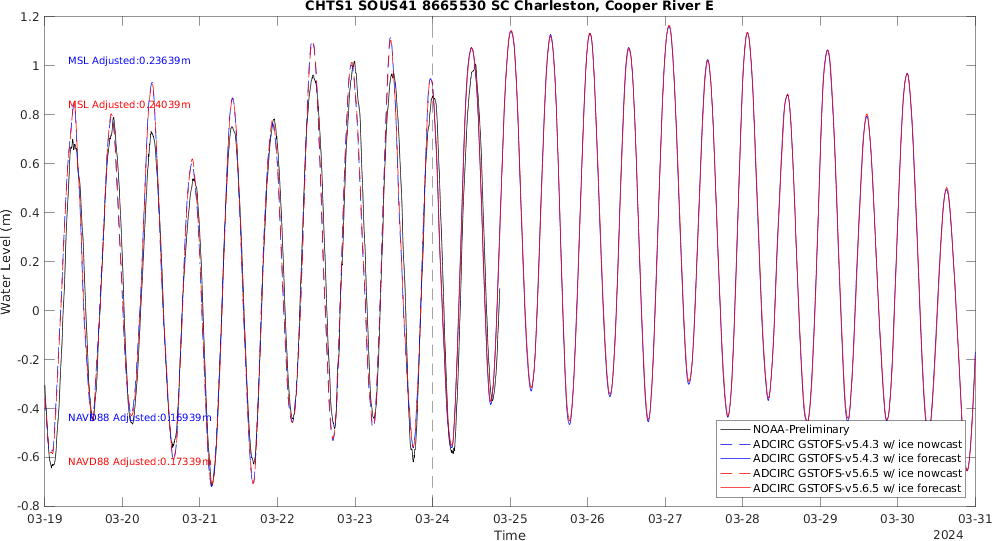 CHTS1 SOUS41 8665530 SC Charleston, Cooper River E
1.2
1
0.8
0.6
0.4
0.2
0
-0.2
-0.4
-0.6
-0.8
Water Level (m)
MSL Adjusted:0.23639m
MSL Adjusted:0.24039m
NAVD88 Adjusted:0.16939m
NAVD88 Adjusted:0.17339m
NOAA-Preliminary
ADCIRC GSTOFS-v5.4.3 w/ ice nowcast
ADCIRC GSTOFS-v5.4.3 w/ ice forecast
ADCIRC GSTOFS-v5.6.5 w/ ice nowcast
ADCIRC GSTOFS-v5.6.5 w/ ice forecast
03-19 03-20 03-21 03-22 03-23 03-24 03-25 03-26 03-27 03-28 03-29 03-30 03-31
Time
2024